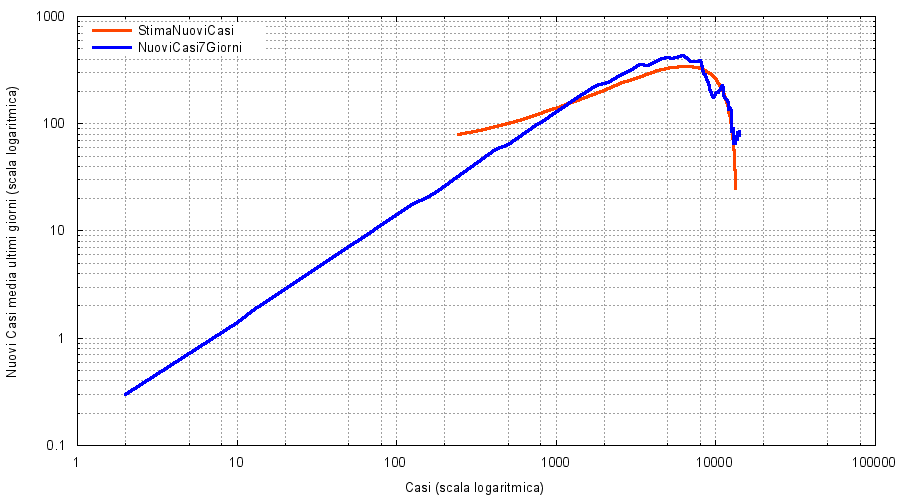 1000
100
10
1
0.1
StimaNuoviCasi
NuoviCasi7Giorni
Nuovi Casi media ultimi giorni (scala logaritmica)
1 10 100 1000 10000 100000
Casi (scala logaritmica)